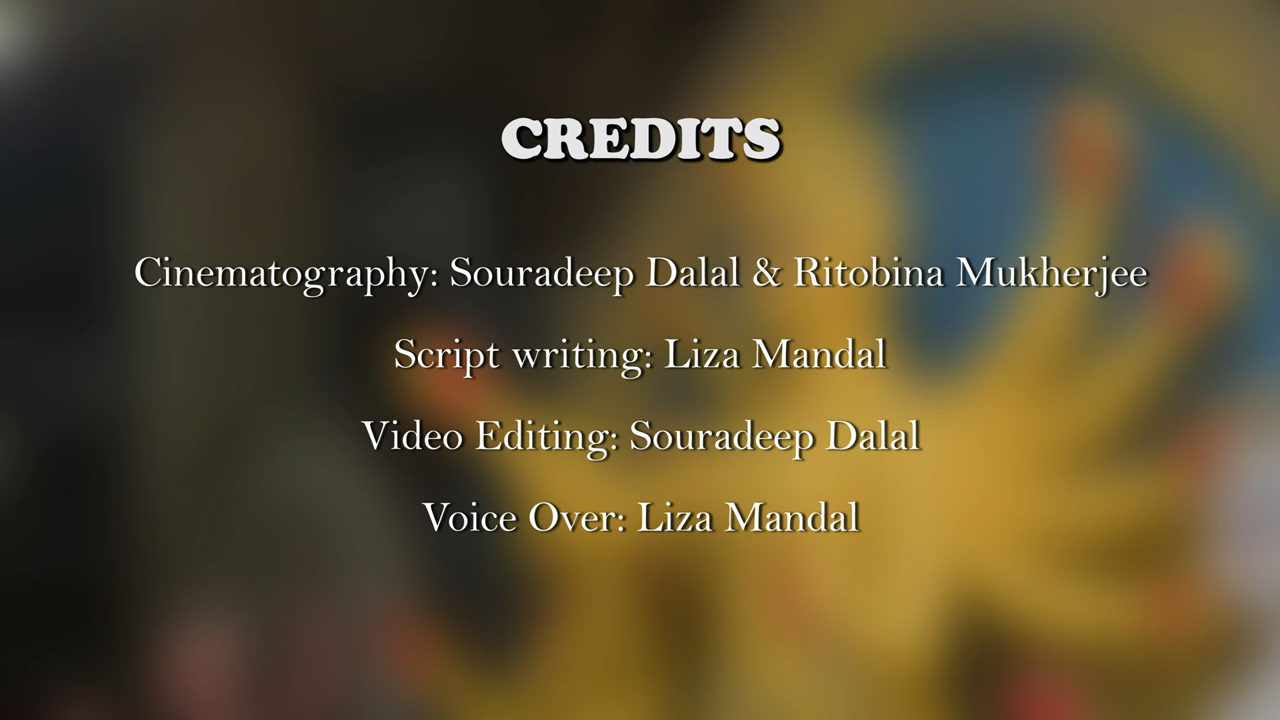 CREDITS
Cinematography: Souradeep Dalal & Ritobina Mukherjee
Script writing: Liza Mandal
Video Editing: Souradeep Dalal
Voice Over: Liza Mandal